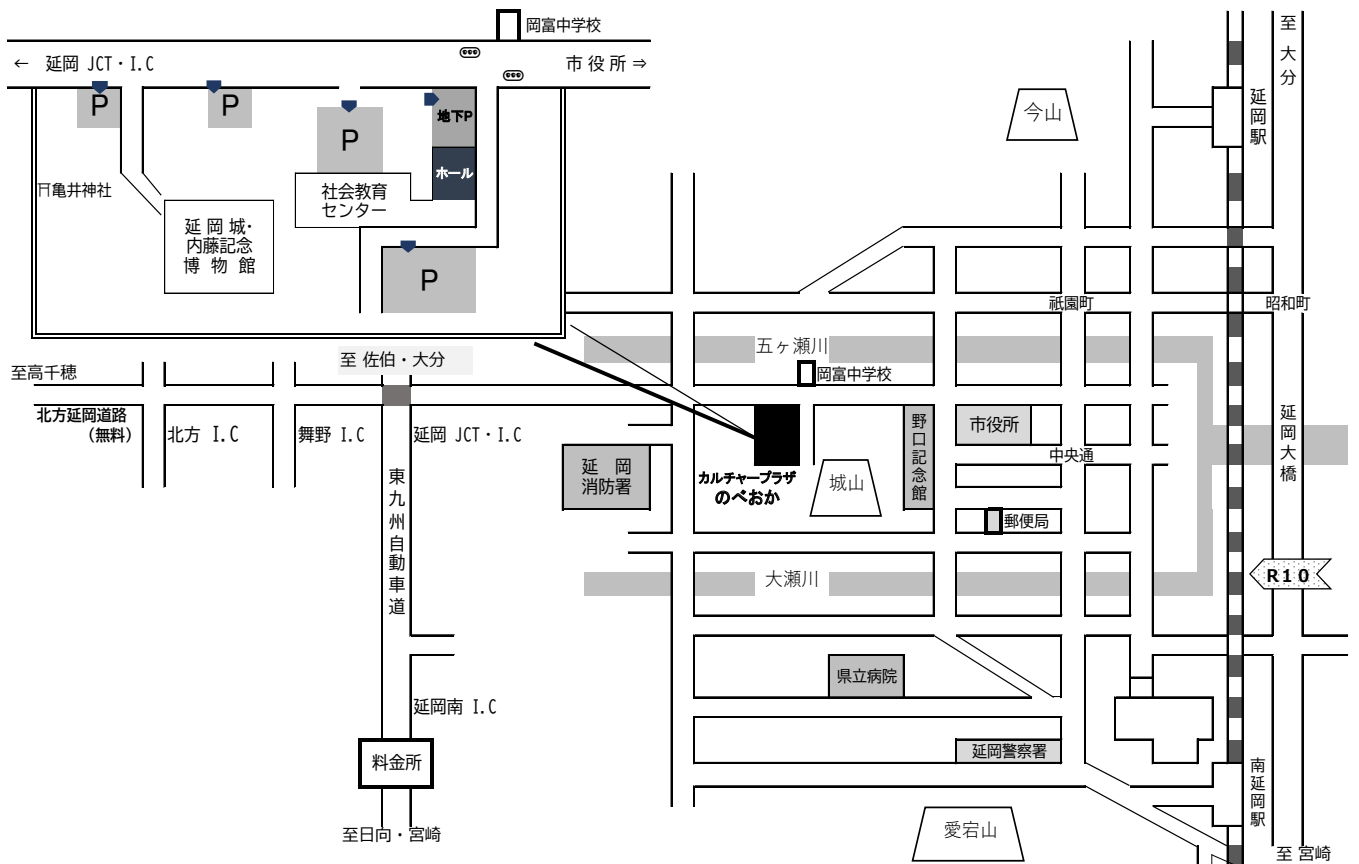 岡富中学校
← 延岡 JCT・I.C
市役所 ⇒
P
P
P
地下P
ホール
⛩亀井神社
社会教育
センター
延岡城・
内藤記念
博物館
P
至 大分
延岡駅
今山
祇園町
昭和町
五ヶ瀬川
至 佐伯・大分
至高千穂
岡富中学校
北方延岡道路
(無料)
北方 I.C
舞野 I.C
延岡 JCT・I.C
延岡
消防署
カルチャープラザ
のべおか
城山
野口記念館
市役所
中央通
延岡大橋
郵便局
東九州自動車道
大瀬川
R10
県立病院
延岡南 I.C
延岡警察署
料金所
南延岡駅
愛宕山
至日向・宮崎
至 宮崎